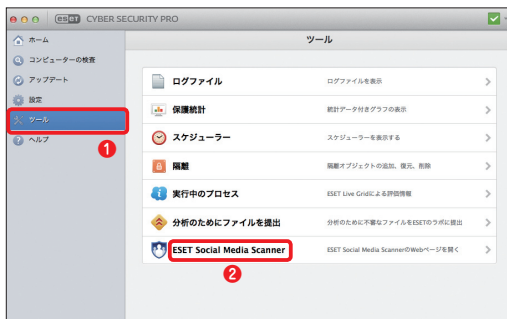 eset CYBER SECURITY PRO
ホーム
コンピューターの検査
アップデート
設定
ツール
ヘルプ
❶
ツール
ログファイル ログファイルを表示
保護統計 統計データ付きグラフの表示
スケジューラー スケジューラーを表示する
隔離 隔離オブジェクトの追加、復元、削除
実行中のプロセス ESET Live Gridによる評価情報
分析のためにファイルを提出 分析のために不審なファイルをESETのラボに提出
ESET Social Media Scanner ESET Social Media ScannerのWebページを開く
❷